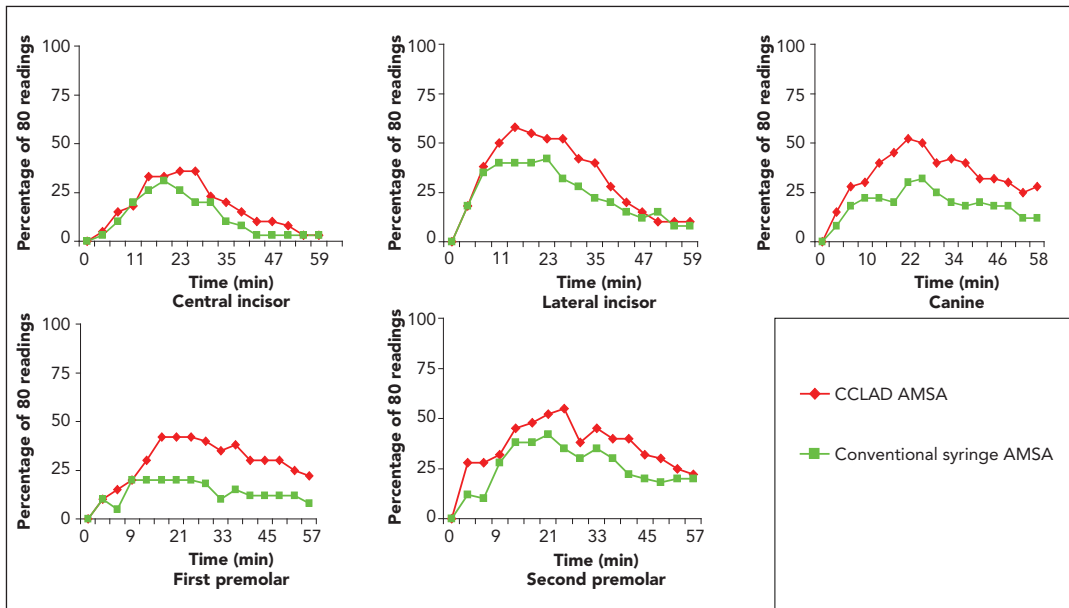 Percentage of 80 readings
100
75
50
25
0
0 11 23 35 47 59
Time (min)
Central incisor
Percentage of 80 readings
100
75
50
25
0
0 11 23 35 47 59
Time (min)
Lateral incisor
Percentage of 80 readings
100
75
50
25
0
0 10 22 34 46 58
Time (min)
Canine
Percentage of 80 readings
100
75
50
25
0
0 9 21 33 45 57
Time (min)
First premolar
Percentage of 80 readings
100
75
50
25
0
0 9 21 33 45 57
Time (min)
Second premolar
CCLAD AMSA
Conventional syringe AMSA